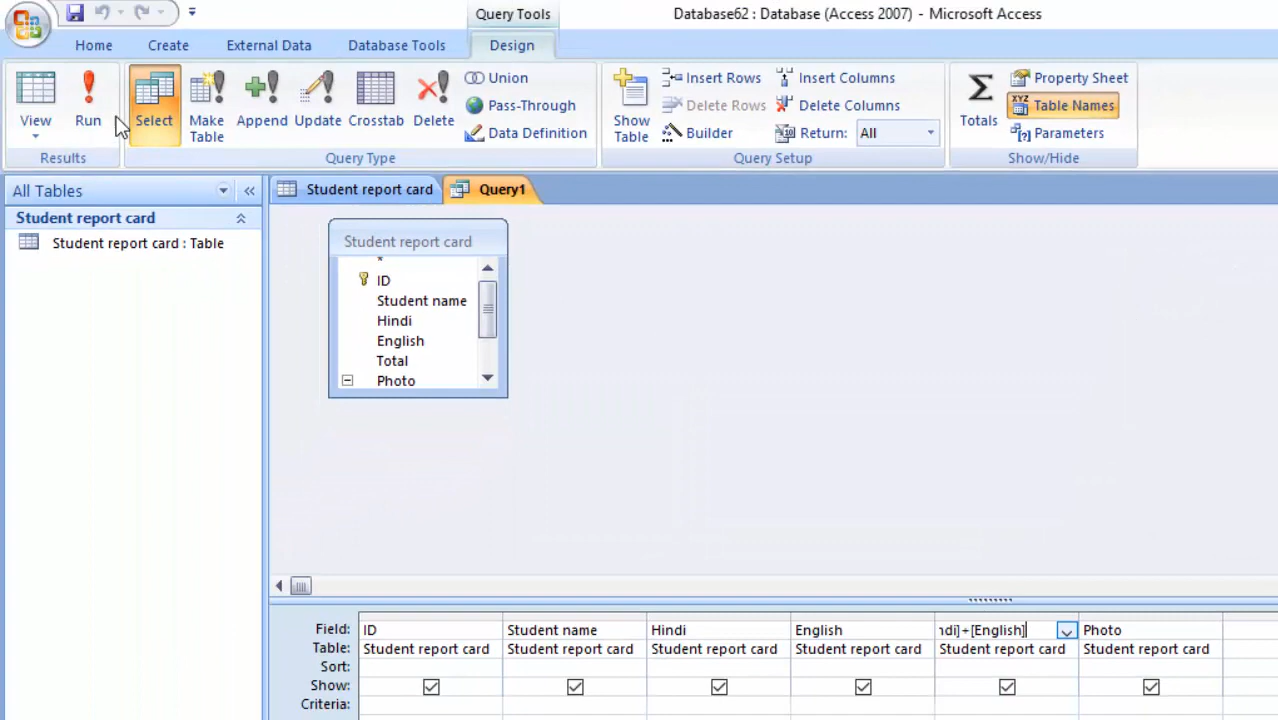 Query Tools
Database62 : Database (Access 2007) - Microsoft Access
Home Create External Data Database Tools Design
View Run Select Make Table Append Update Crosstab Delete
Union
Pass-Through
Data Definition
Show Table
Insert Rows
Delete Rows
Builder
Insert Columns
Delete Columns
Return: All
Totals
Property Sheet
Table Names
Parameters
Results Query Type Query Setup Show/Hide
All Tables
Student report card
Student report card : Table
Student report card Query1
Student report card
*
ID
Student name
Hindi
English
Total
Photo
Field: ID Student name Hindi English ndi]+[English] Photo
Table: Student report card Student report card Student report card Student report card Student report card Student report card
Sort:
Show:
Criteria: